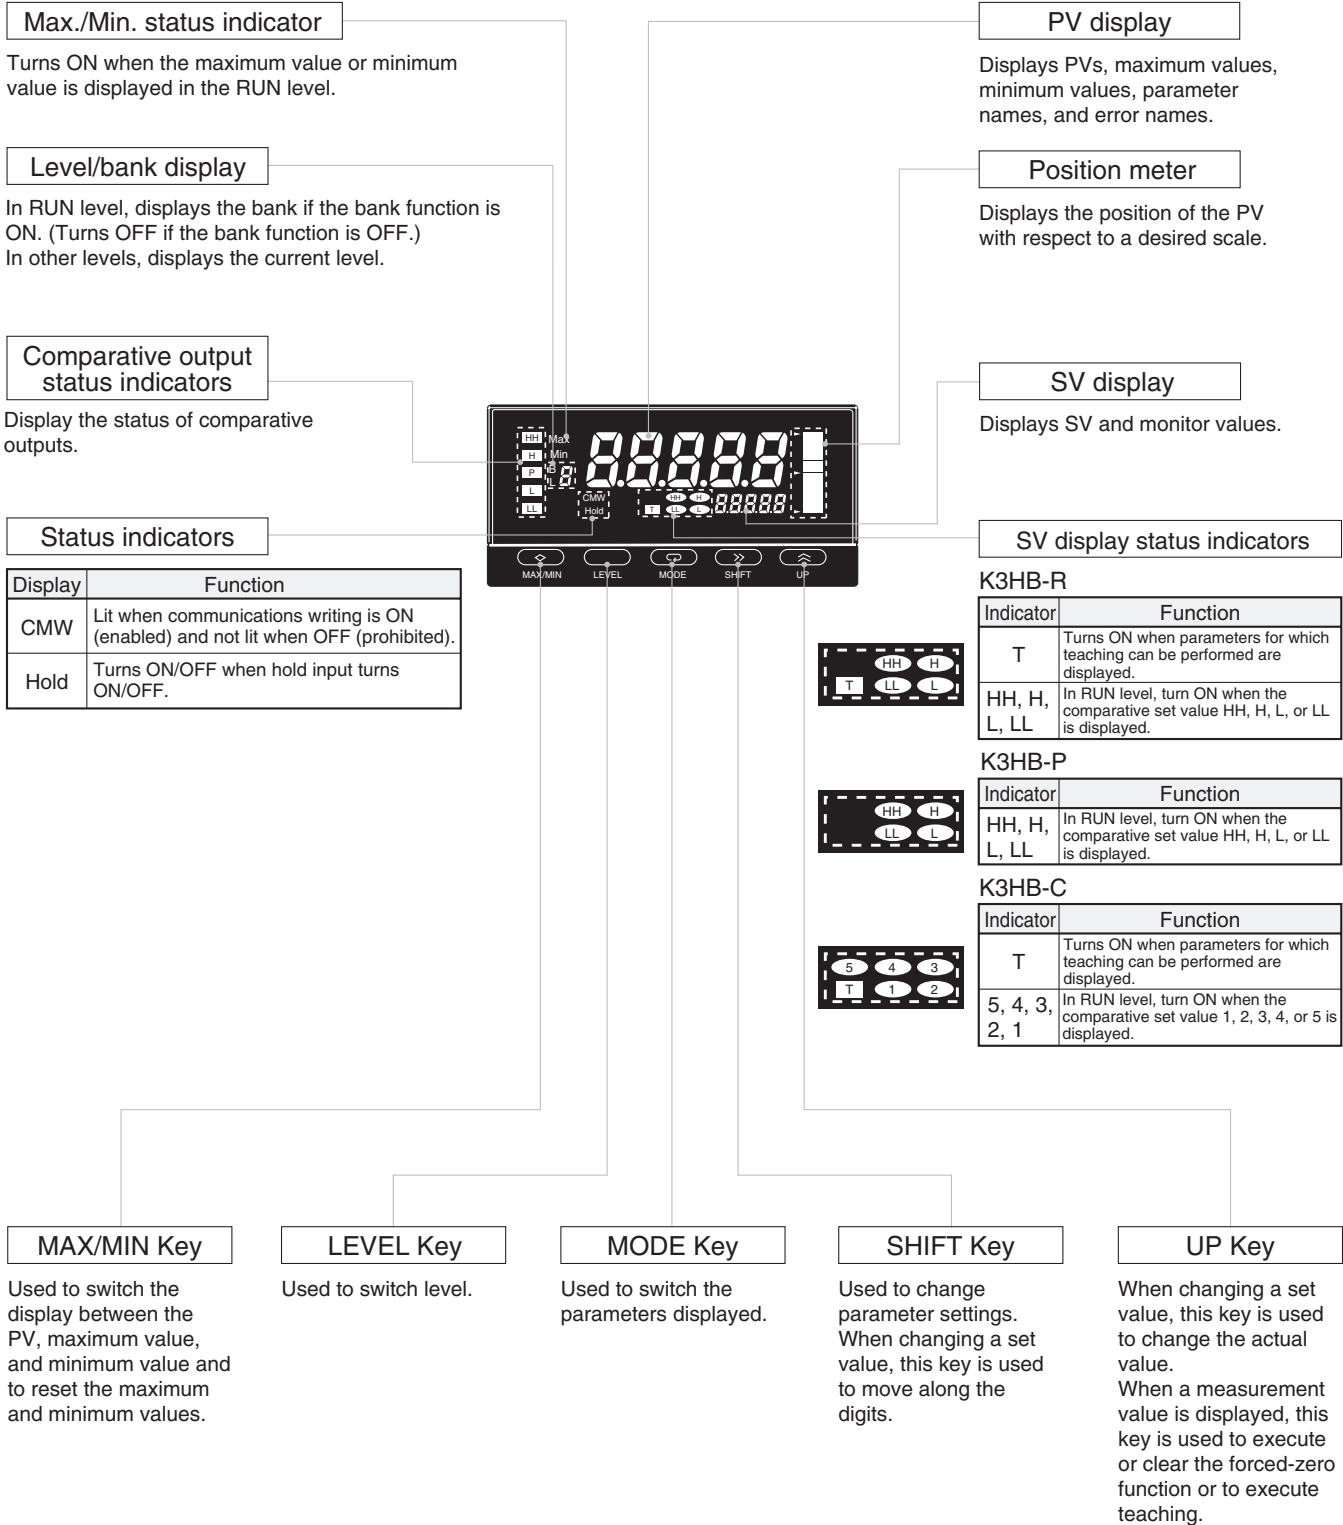 Max./Min. status indicator
Turns ON when the maximum value or minimum
value is displayed in the RUN level.
Level/bank display
In RUN level, displays the bank if the bank function is
ON. (Turns OFF if the bank function is OFF.)
In other levels, displays the current level.
Comparative output
status indicators
Display the status of comparative
outputs.
Status indicators
Display Function
CMW Lit when communications writing is ON
(enabled) and not lit when OFF (prohibited).
Hold Turns ON/OFF when hold input turns
ON/OFF.
PV display
Displays PVs, maximum values,
minimum values, parameter
names, and error names.
Position meter
Displays the position of the PV
with respect to a desired scale.
SV display
Displays SV and monitor values.
HH Max 8.8.8.8.8
H Min
P B 8
L L
LL
CMW HH H
Hold T LL L 8.8.8.8.8
MAX/MIN LEVEL MODE SHIFT UP
SV display status indicators
K3HB-R
Indicator Function
T Turns ON when parameters for which
teaching can be performed are
displayed.
HH, H,
L, LL
In RUN level, turn ON when the
comparative set value HH, H, L, or LL
is displayed.
HH H
T LL L
K3HB-P
Indicator Function
HH, H,
L, LL
In RUN level, turn ON when the
comparative set value HH, H, L, or LL
is displayed.
HH H
LL L
K3HB-C
Indicator Function
T Turns ON when parameters for which
teaching can be performed are
displayed.
5, 4, 3,
2, 1
In RUN level, turn ON when the
comparative set value 1, 2, 3, 4, or 5 is
displayed.
5 4 3
T 1 2
MAX/MIN Key
Used to switch the
display between the
PV, maximum value,
and minimum value and
to reset the maximum
and minimum values.
LEVEL Key
Used to switch level.
MODE Key
Used to switch the
parameters displayed.
SHIFT Key
Used to change
parameter settings.
When changing a set
value, this key is used
to move along the
digits.
UP Key
When changing a set
value, this key is used
to change the actual
value.
When a measurement
value is displayed, this
key is used to execute
or clear the forced-zero
function or to execute
teaching.